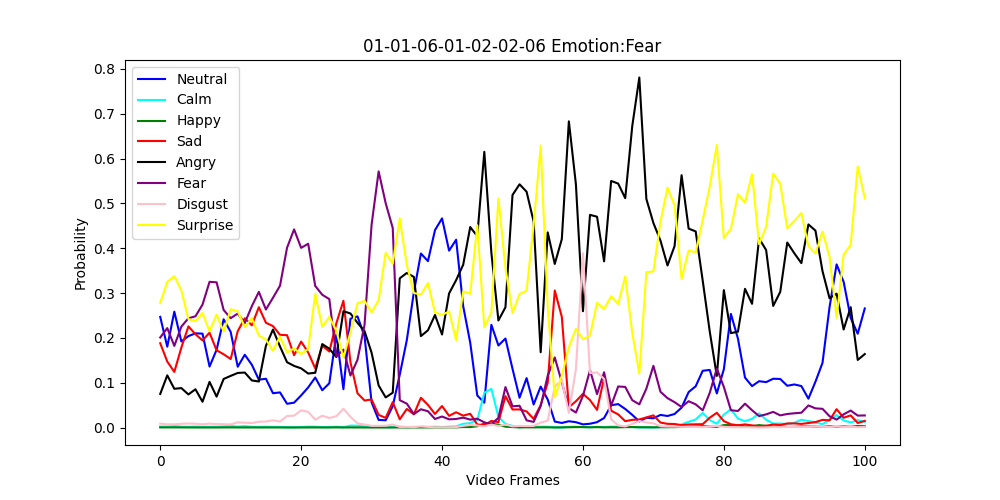 01-01-06-01-02-02-06 Emotion:Fear
0.8
0.7
0.6
0.5
0.4
0.3
0.2
0.1
0.0
Probability
Neutral
Calm
Happy
Sad
Angry
Fear
Disgust
Surprise
0 20 40 60 80 100
Video Frames